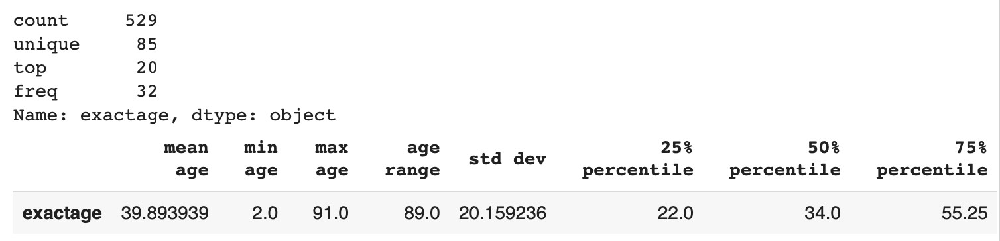 count 529
unique 85
top 20
freq 32
Name: exactage, dtype: object
mean age min age max age age range std dev 25% percentile 50% percentile 75% percentile
exactage 39.893939 2.0 91.0 89.0 20.159236 22.0 34.0 55.25